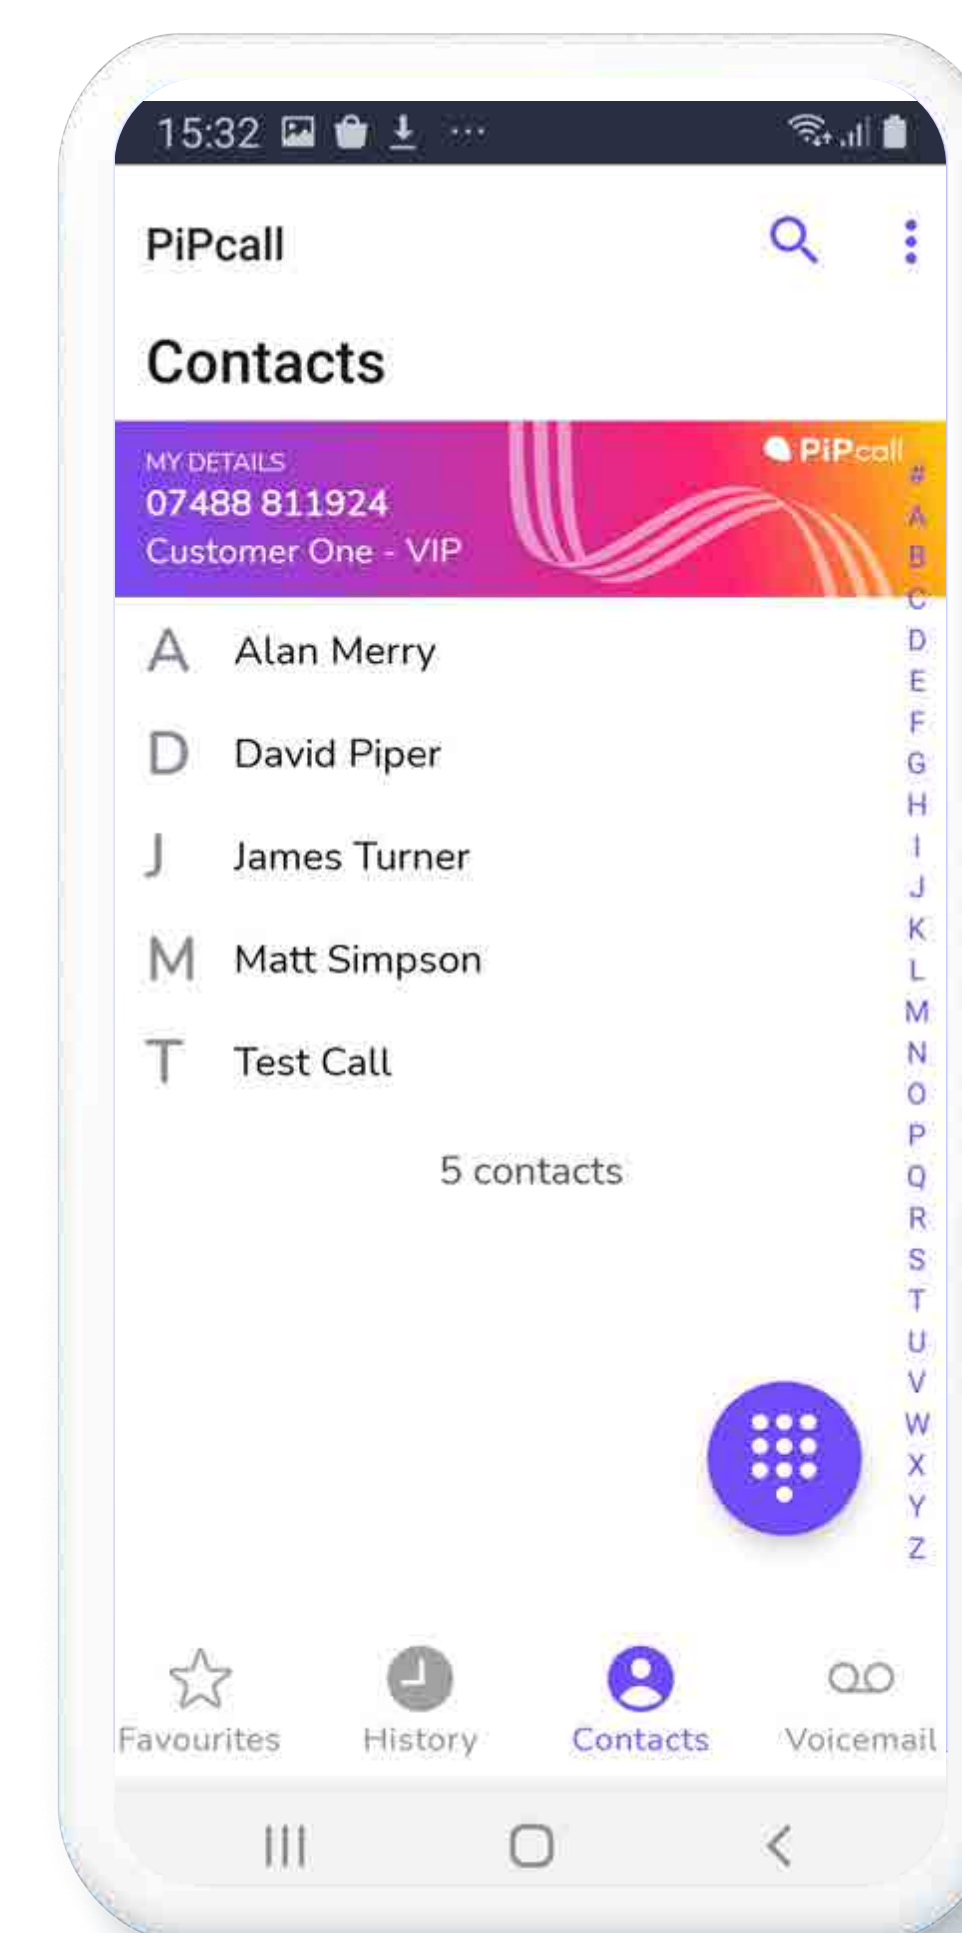 15:32
PiPcall
Contacts
PiPcall
MY DETAILS
07488 811924
Customer One - VIP
A Alan Merry
D David Piper
J James Turner
M Matt Simpson
T Test Call
5 contacts
#
A
B
C
D
E
F
G
H
I
J
K
L
M
N
O
P
Q
R
S
T
U
V
W
X
Y
Z
Favourites History Contacts Voicemail